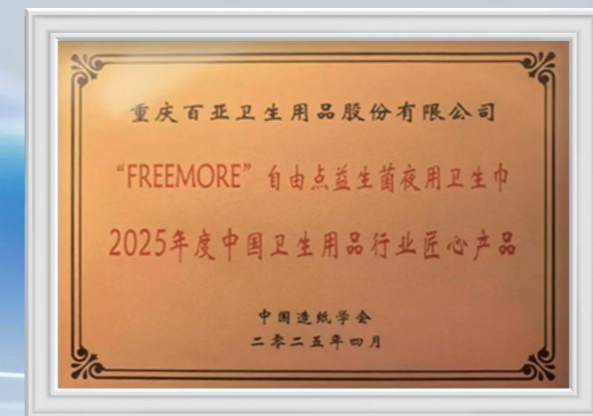 重庆百亚卫生用品股份有限公司
“FREEMORE”自由点益生菌夜用卫生巾
2025年度中国卫生用品行业匠心产品
中国造纸学会
二零二五年四月